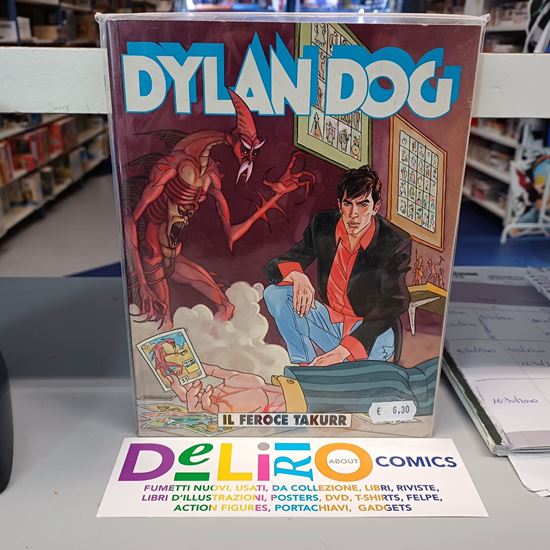 DYLAN DOG
IL FEROCE TAKURR
€ 6,30
DeLiRiO ABOUT COMICS
FUMETTI NUOVI, USATI, DA COLLEZIONE, LIBRI, RIVISTE,
LIBRI D'ILLUSTRAZIONI, POSTERS, DVD, T-SHIRTS, FELPE,
ACTION FIGURES, PORTACHIAVI, GADGETS